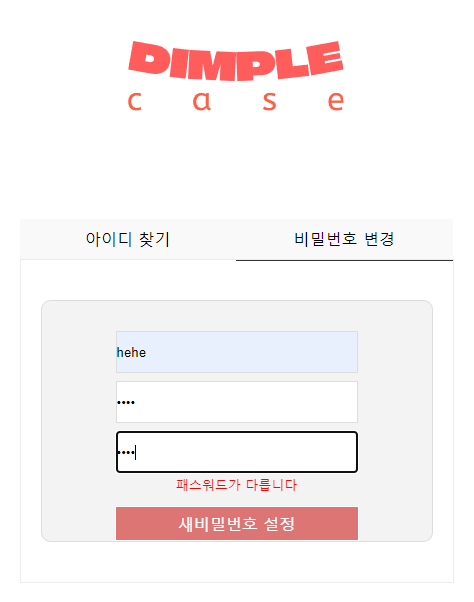 DIMPLE
case
아이디 찾기
비밀번호 변경
hehe
••••
••••
패스워드가 다릅니다
새비밀번호 설정